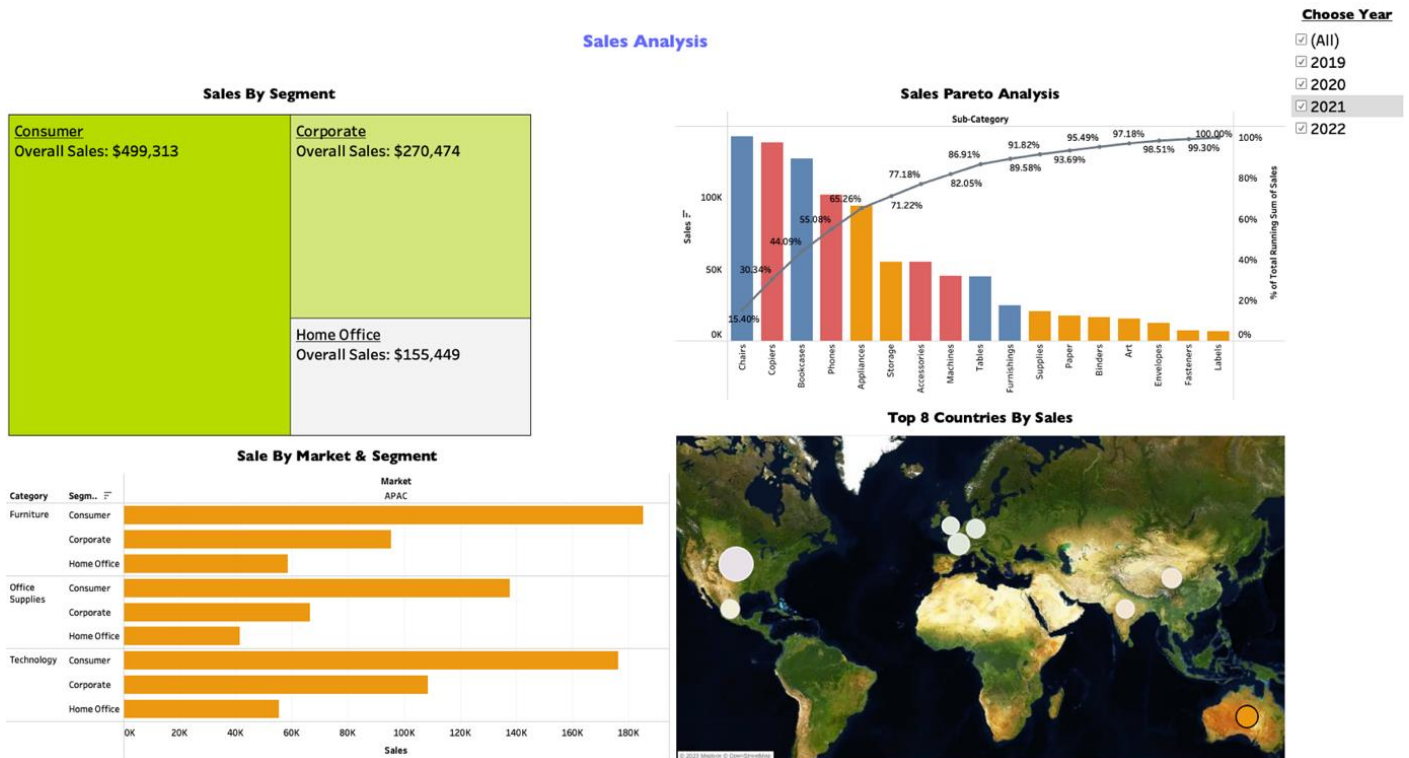 Sales Analysis
Choose Year
(All)
2019
2020
2021
2022
Sales By Segment
Consumer
Overall Sales: $499,313
Corporate
Overall Sales: $270,474
Home Office
Overall Sales: $155,449
Sales Pareto Analysis
Sub-Category
Sales
100K
50K
0K
15.40%
30.34%
44.09%
55.08%
65.26%
71.22%
77.18%
82.05%
86.91%
89.58%
91.82%
93.69%
95.49%
97.18%
98.51%
99.30%
100.00%
100%
80%
60%
40%
20%
0%
% of Total Running Sum of Sales
Chairs
Copiers
Bookcases
Phones
Appliances
Storage
Accessories
Machines
Tables
Furnishings
Supplies
Paper
Binders
Art
Envelopes
Fasteners
Labels
Sale By Market & Segment
Market
Category Segm.. APAC
Furniture Consumer
Corporate
Home Office
Office Supplies Consumer
Corporate
Home Office
Technology Consumer
Corporate
Home Office
0K 20K 40K 60K 80K 100K 120K 140K 160K 180K
Sales
Top 8 Countries By Sales
© OpenStreetMap